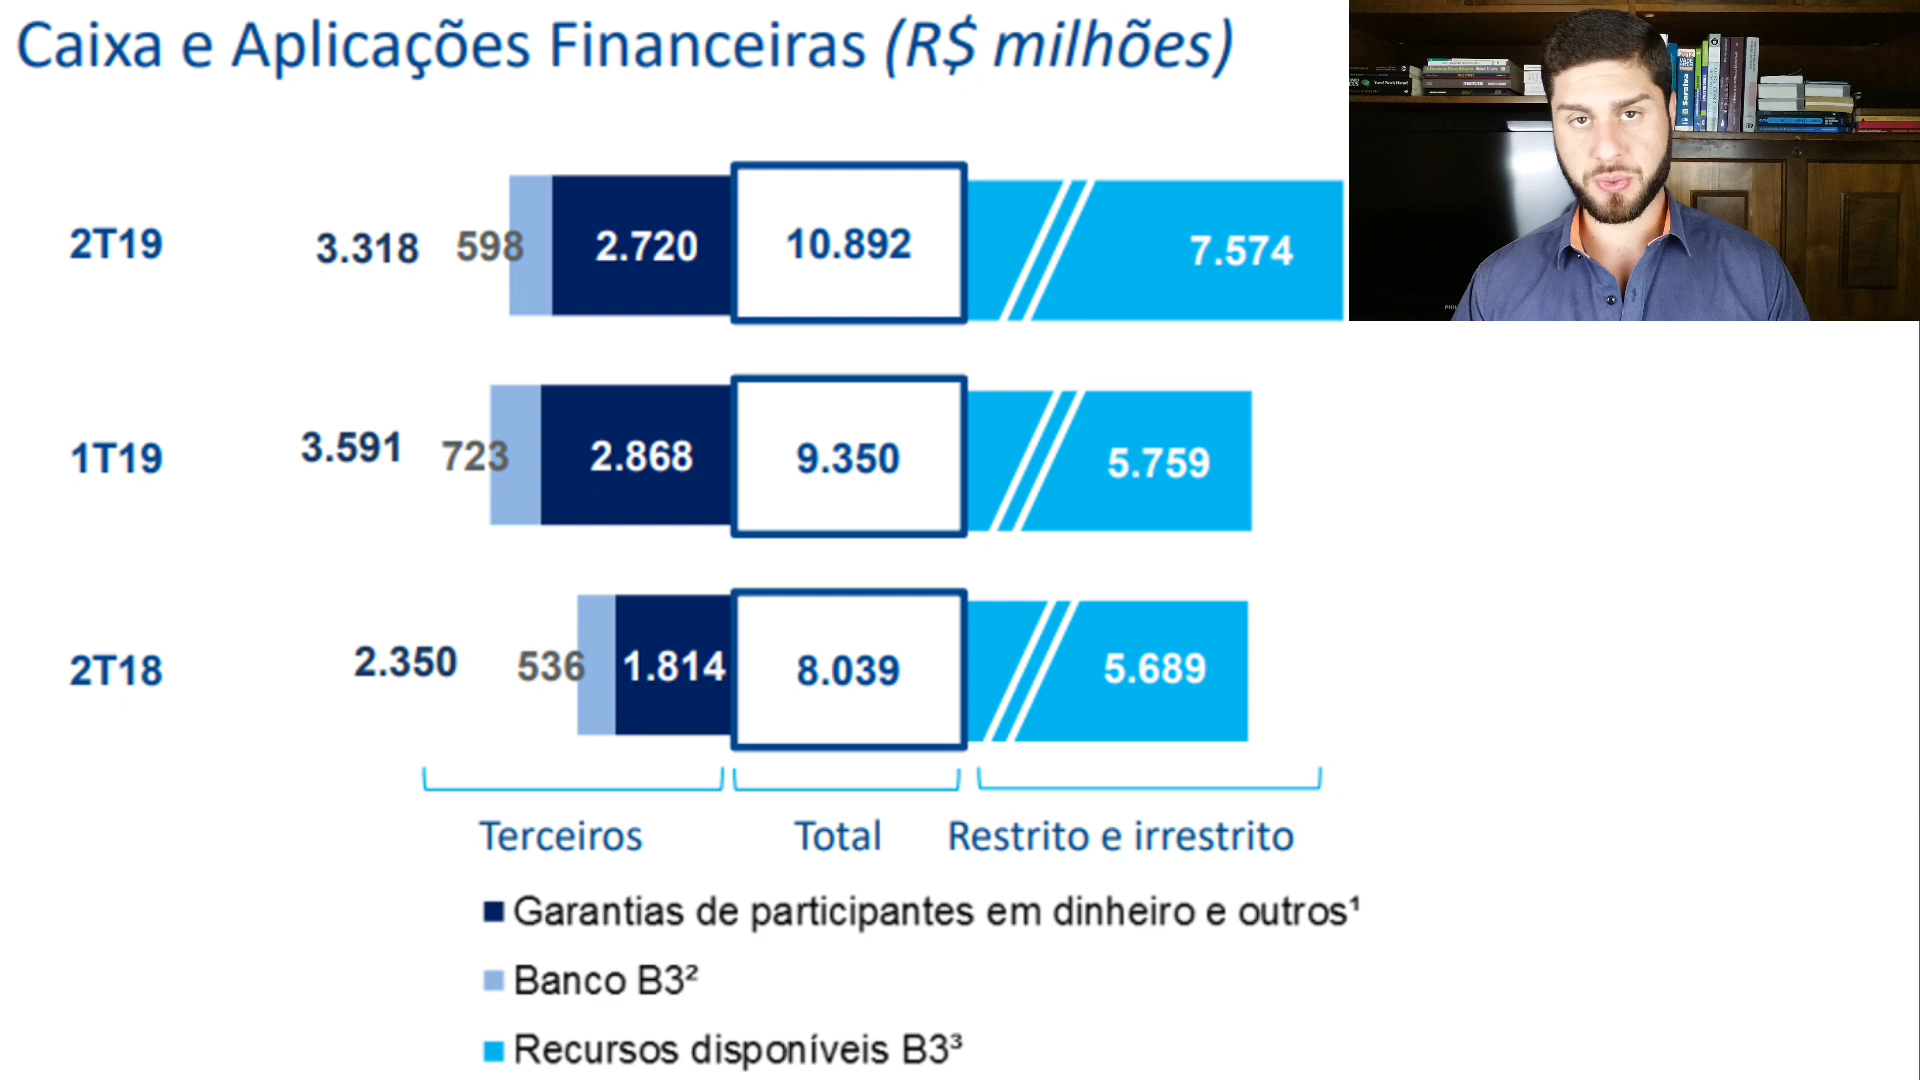 Caixa e Aplicações Financeiras (R$ milhões)
2T19 3.318 598 2.720 10.892 7.574
1T19 3.591 723 2.868 9.350 5.759
2T18 2.350 536 1.814 8.039 5.689
Terceiros Total Restrito e irrestrito
Garantias de participantes em dinheiro e outros¹
Banco B3²
Recursos disponíveis B3³
Saraiva